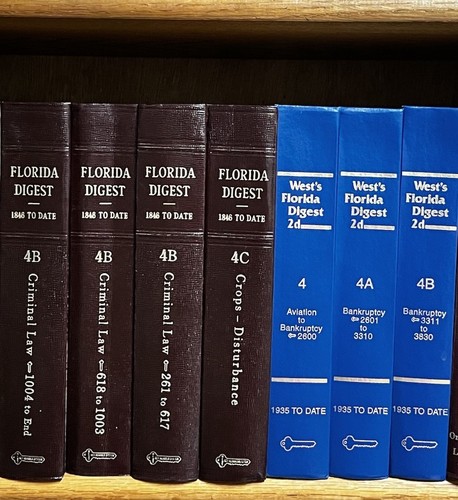 FLORIDA
DIGEST
1846 TO DATE
4B
Criminal Law 1004 to End
FLORIDA
DIGEST
1846 TO DATE
4B
Criminal Law 618 to 1003
FLORIDA
DIGEST
1846 TO DATE
4B
Criminal Law 261 to 617
FLORIDA
DIGEST
1846 TO DATE
4C
Crops – Disturbance
West's
Florida
Digest
2d
4
Aviation
to
Bankruptcy
2600
1935 TO DATE
West's
Florida
Digest
2d
4A
Bankruptcy
2601
to
3310
1935 TO DATE
West's
Florida
Digest
2d
4B
Bankruptcy
3311
to
3830
1935 TO DATE